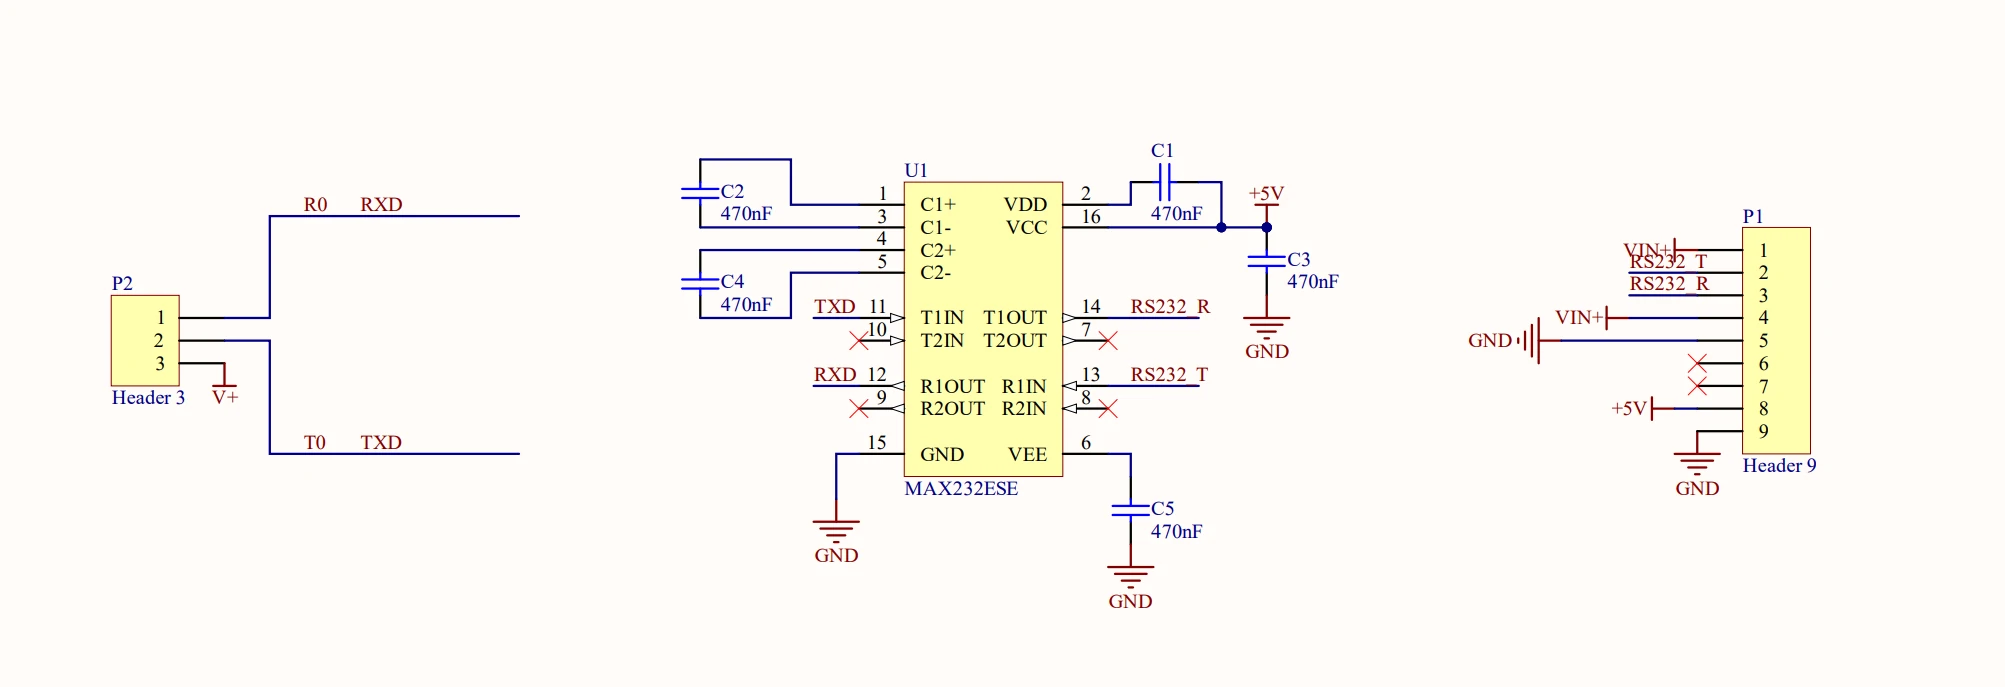 R0 RXD
P2
1
2
3
Header 3
V+
T0 TXD
C2
470nF
C4
470nF
U1
1 C1+
3 C1-
4 C2+
5 C2-
TXD 11 T1IN
10 T2IN
RXD 12 R1OUT
9 R2OUT
15 GND
GND
VDD 2
VCC 16
T1OUT 14 RS232_R
T2OUT 7
R1IN 13 RS232_T
R2IN 8
VEE 6
MAX232ESE
C1
470nF
+5V
C3
470nF
GND
C5
470nF
GND
P1
VIN+ 1
RS232_T 2
RS232_R 3
VIN+ 4
GND 5
6
7
+5V 8
9
Header 9
GND